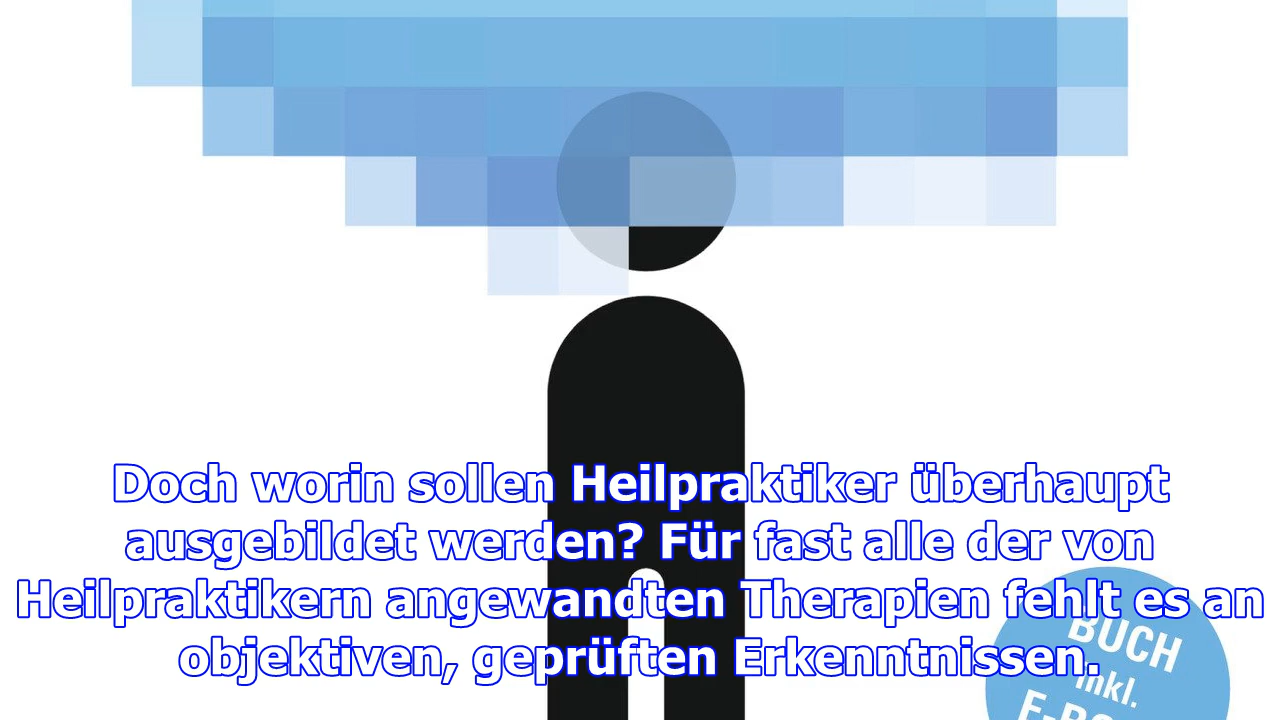 Doch worin sollen Heilpraktiker überhaupt
ausgebildet werden? Für fast alle der von
Heilpraktikern angewandten Therapien fehlt es an
objektiven, geprüften Erkenntnissen.
BUCH
inkl.